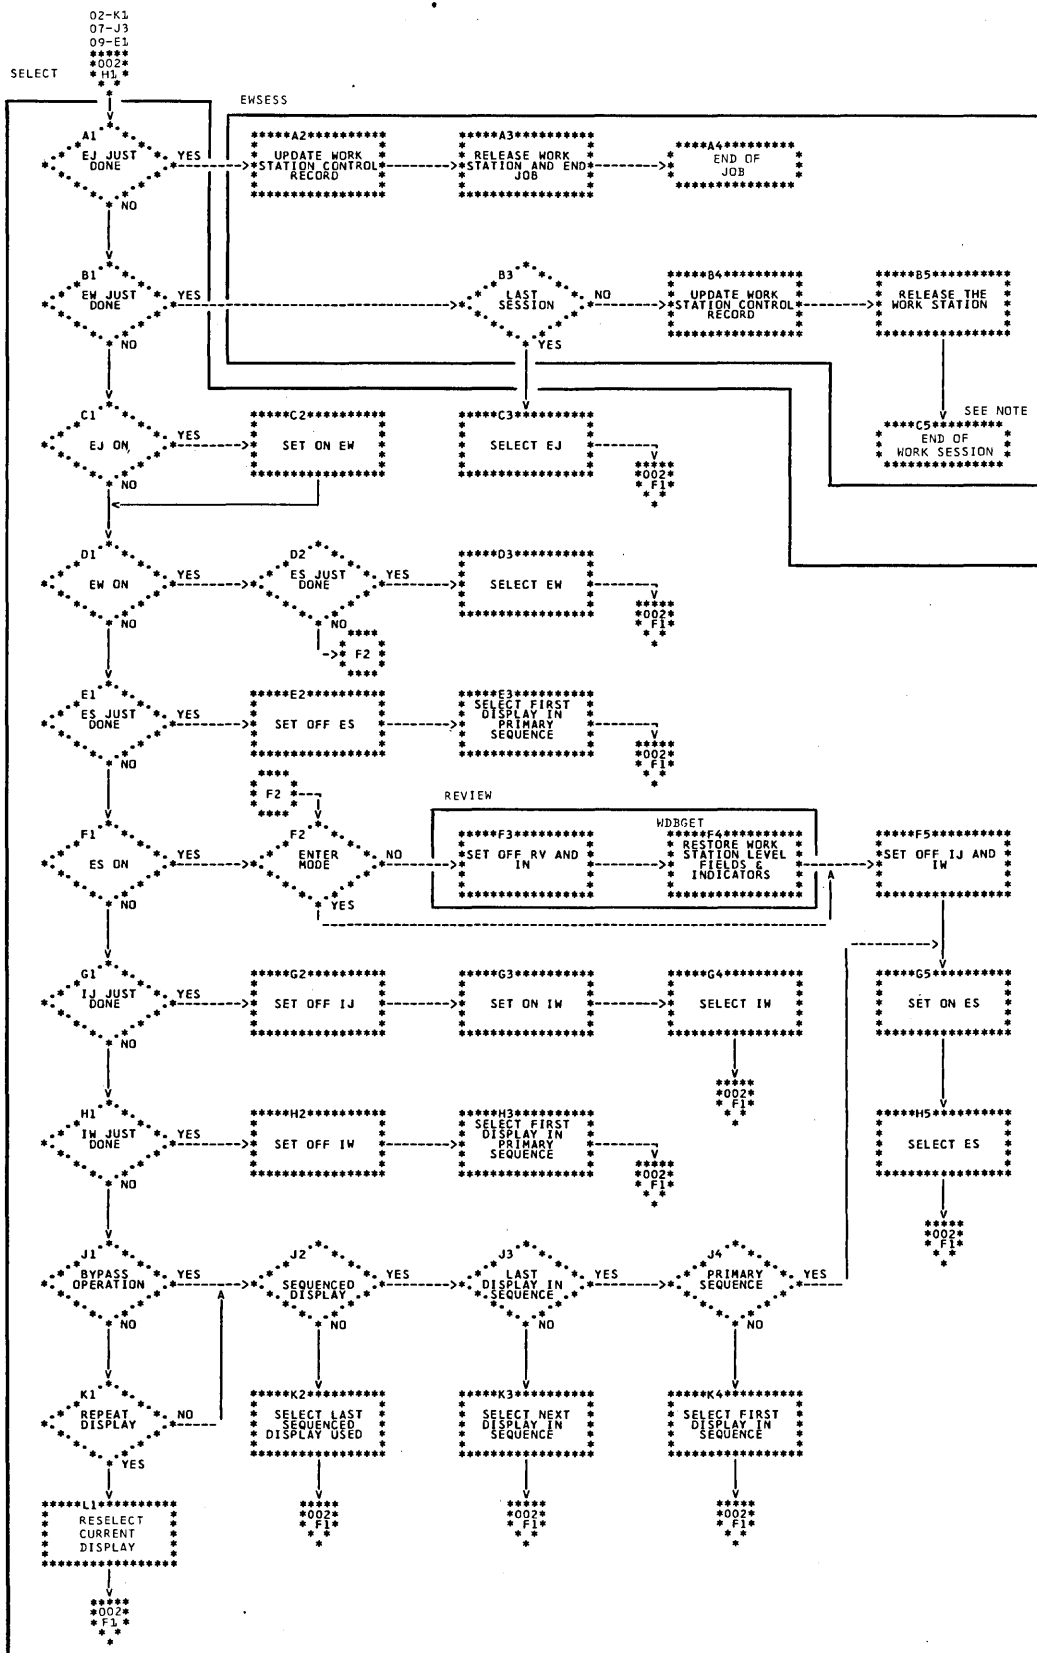 02-K1
07-J3
09-E1
*002*
* H1 *
SELECT
EWSESS
A1
EJ JUST
DONE
YES
NO
*****A2**********
UPDATE WORK
STATION CONTROL
RECORD
*****A3**********
RELEASE WORK
STATION AND END
JOB
****A4*********
END OF
JOB
B1
EW JUST
DONE
YES
NO
B3
LAST
SESSION
NO
YES
*****B4**********
UPDATE WORK
STATION CONTROL
RECORD
*****B5**********
RELEASE THE
WORK STATION
C1
EJ ON
YES
NO
*****C2**********
SET ON EW
*****C3**********
SELECT EJ
*002*
* F1*
SEE NOTE
****C5*********
END OF
WORK SESSION
D1
EW ON
YES
NO
D2
ES JUST
DONE
YES
NO
* F2 *
*****D3**********
SELECT EW
*002*
* F1*
E1
ES JUST
DONE
YES
NO
*****E2**********
SET OFF ES
*****E3**********
SELECT FIRST
DISPLAY IN
PRIMARY
SEQUENCE
*002*
* F1*
* F2 *
REVIEW
WDBGET
F1
ES ON
YES
NO
F2
ENTER
MODE
NO
YES
*****F3**********
SET OFF RV AND
IN
*****F4**********
RESTORE WORK
STATION LEVEL
FIELDS &
INDICATORS
*****F5**********
SET OFF IJ AND
IW
G1
IJ JUST
DONE
YES
NO
*****G2**********
SET OFF IJ
*****G3**********
SET ON IW
*****G4**********
SELECT IW
*002*
* F1*
*****G5**********
SET ON ES
H1
IW JUST
DONE
YES
NO
*****H2**********
SET OFF IW
*****H3**********
SELECT FIRST
DISPLAY IN
PRIMARY
SEQUENCE
*002*
* F1*
*****H5**********
SELECT ES
*002*
* F1*
J1
BYPASS
OPERATION
YES
NO
J2
SEQUENCED
DISPLAY
YES
NO
J3
LAST
DISPLAY IN
SEQUENCE
YES
NO
J4
PRIMARY
SEQUENCE
YES
NO
K1
REPEAT
DISPLAY
NO
YES
*****K2**********
SELECT LAST
SEQUENCED
DISPLAY USED
*002*
* F1*
*****K3**********
SELECT NEXT
DISPLAY IN
SEQUENCE
*002*
* F1*
*****K4**********
SELECT FIRST
DISPLAY IN
SEQUENCE
*002*
* F1*
*****L1**********
RESELECT
CURRENT
DISPLAY
*002*
* F1 *